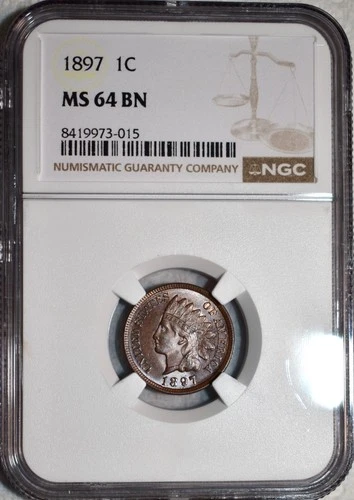 1897 1C
MS 64 BN
8419973-015
NUMISMATIC GUARANTY COMPANY NGC
UNITED STATES OF AMERICA
1897